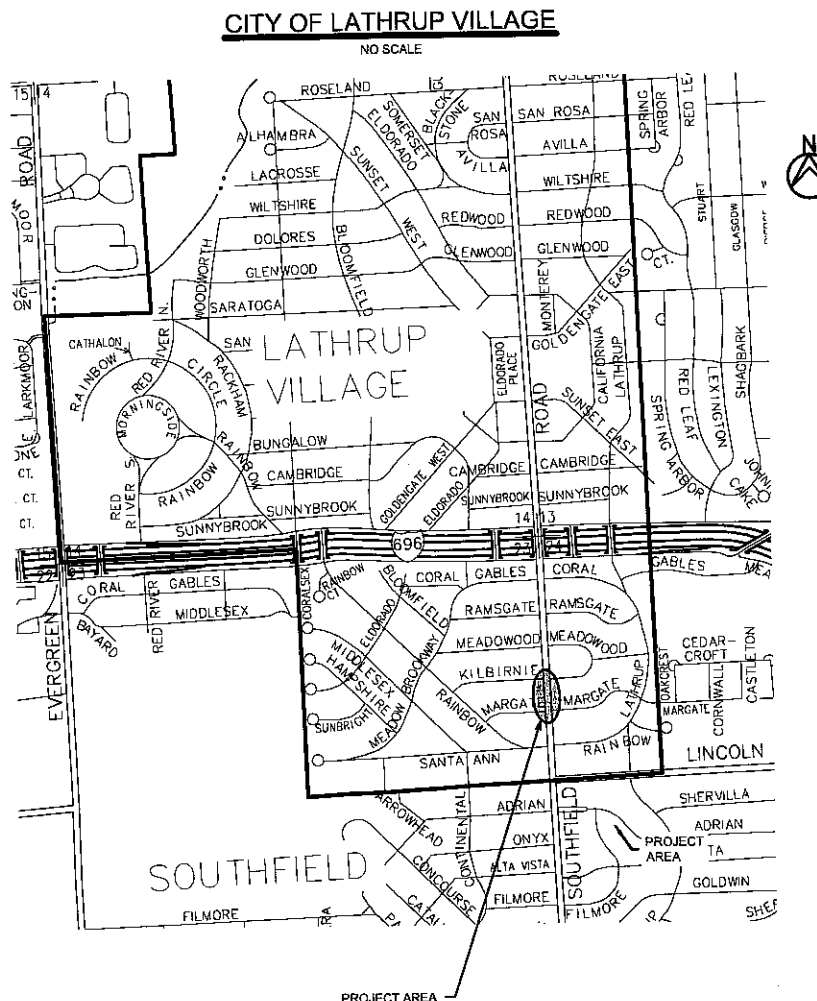 CITY OF LATHRUP VILLAGE
NO SCALE
N
15 14
ROSELAND
ROSELAND
ROAD
ALHAMBRA
SOMERSET
ELDORADO
BLACK-
STONE
SAN
ROSA
SAN ROSA
SPRING
ARBOR
LACROSSE
SUNSET
WEST
AVILLA
AVILLA
WILTSHIRE
WILTSHIRE
STUART
GLASGOW
WOODWORTH
DOLORES
BLOOMFIELD
REDWOOD
REDWOOD
GLENWOOD
GLENWOOD
GLENWOOD
CT.
SARATOGA
MONTEREY
GOLDENGATE EAST
CATHALON
RAINBOW
RED RIVER N.
CIRCLE
RACKHAM
SAN
LATHRUP
VILLAGE
ELDORADO
PLACE
ROAD
CALIFORNIA
LATHRUP
LARKMOOR
MORNINGSIDE
RAINBOW
SUNSET EAST
SPRING ARBOR
RED LEAF
LEXINGTON
SHAGBARK
BUNGALOW
CAMBRIDGE
GOLDENGATE WEST
ELDORADO
CAMBRIDGE
CAMBRIDGE
CT.
CT.
CT.
RED
RIVER S.
RAINBOW
SUNNYBROOK
SUNNYBROOK
SUNNYBROOK
SUNNYBROOK
CAKE
14 13
696
23 24
CORAL
GABLES
RED RIVER
MIDDLESEX
BAYARD
EVERGREEN
CORALSEX
RAINBOW
CT.
BLOOMFIELD
CORAL
GABLES
CORAL
GABLES
RAMSGATE
RAMSGATE
ELDORADO
MEADOWOOD
MEADOWOOD
MIDDLESEX
HAMPSHIRE
SUNBRIGHT
MEADOW BROOKWAY
KILBIRNIE
RAINBOW
MARGATE
LATHRUP
CEDAR-
CROFT
OAKCREST
CORNWALL
CASTLETON
MARGATE
SANTA ANN
RAINBOW
LINCOLN
ARROWHEAD
CONTINENTAL
ADRIAN
SOUTHFIELD
SHERVILLA
ADRIAN
PROJECT
AREA
TA
SOUTHFIELD
CONCOURSE
ONYX
ALTA VISTA
GOLDWIN
FILMORE
FILMORE
FILMORE
PROJECT AREA